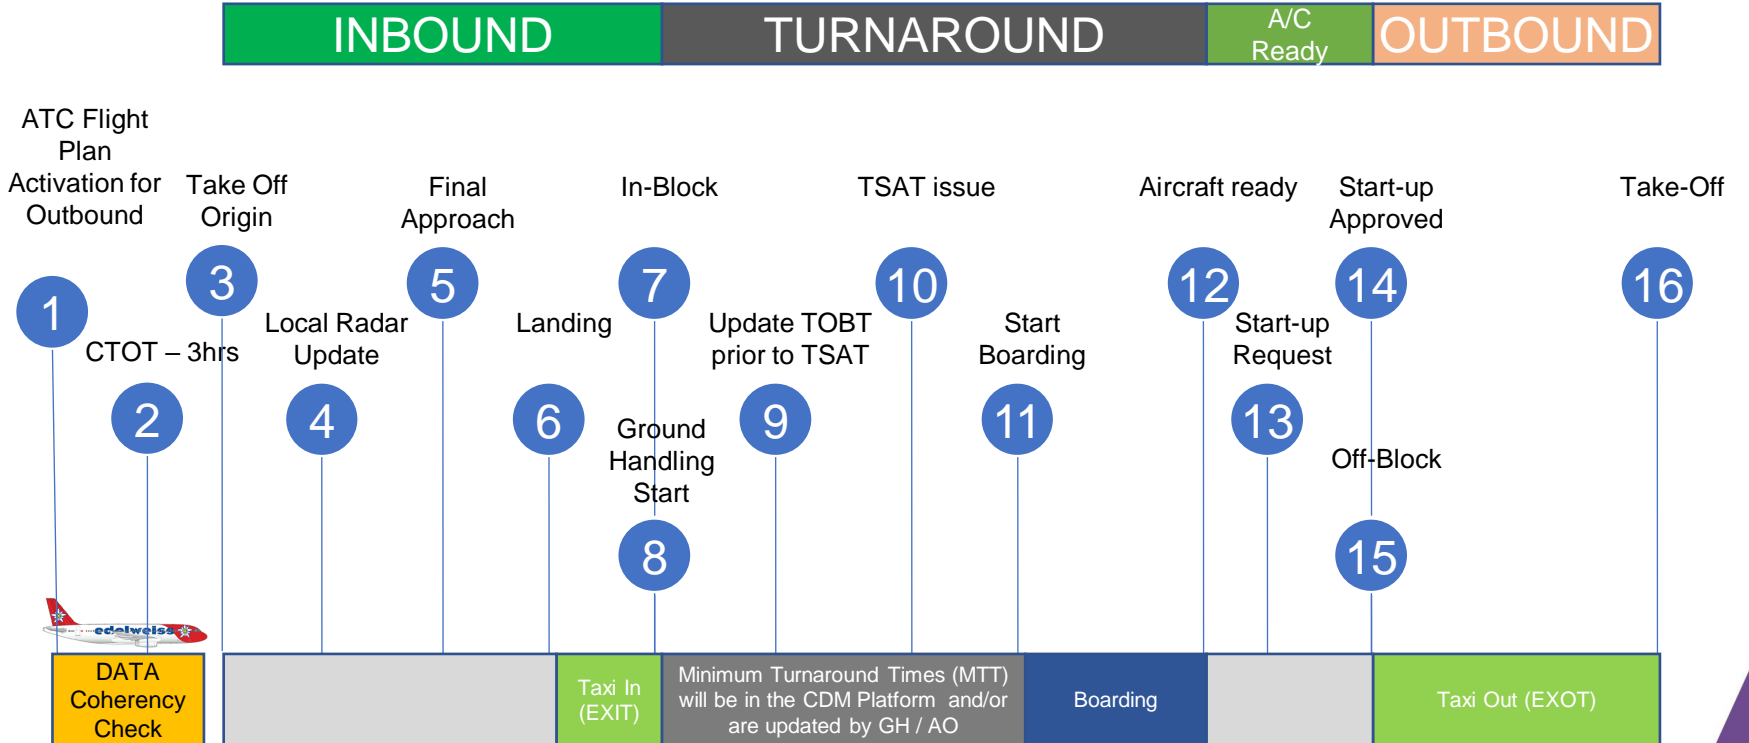 INBOUND
TURNAROUND
A/C
Ready
OUTBOUND
ATC Flight
Plan
Activation for
Outbound
Take Off
Origin
Final
Approach
In-Block
TSAT issue
Aircraft ready
Start-up
Approved
Take-Off
1
3
5
7
10
12
14
16
CTOT – 3hrs
Local Radar
Update
Landing
Update TOBT
prior to TSAT
Start
Boarding
Start-up
Request
2
4
6
9
11
13
Ground
Handling
Start
Off-Block
8
15
edelweiss
DATA
Coherency
Check
Taxi In
(EXIT)
Minimum Turnaround Times (MTT)
will be in the CDM Platform and/or
are updated by GH / AO
Boarding
Taxi Out (EXOT)